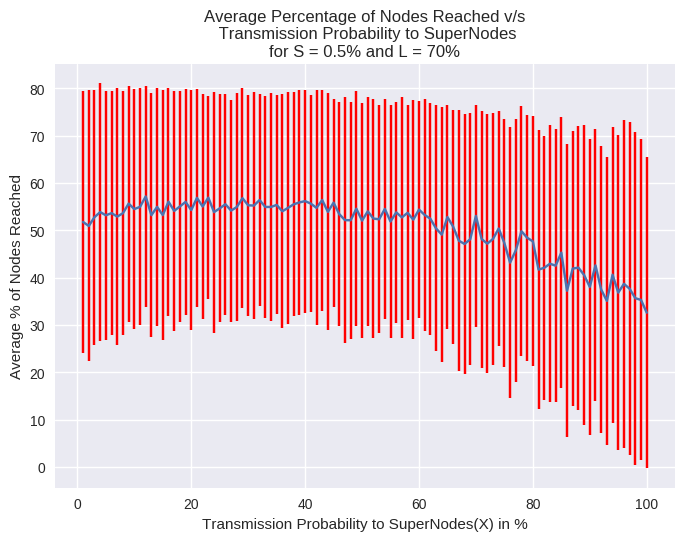 Average Percentage of Nodes Reached v/s
Transmission Probability to SuperNodes
for S = 0.5% and L = 70%
Average % of Nodes Reached
80
70
60
50
40
30
20
10
0
0 20 40 60 80 100
Transmission Probability to SuperNodes(X) in %